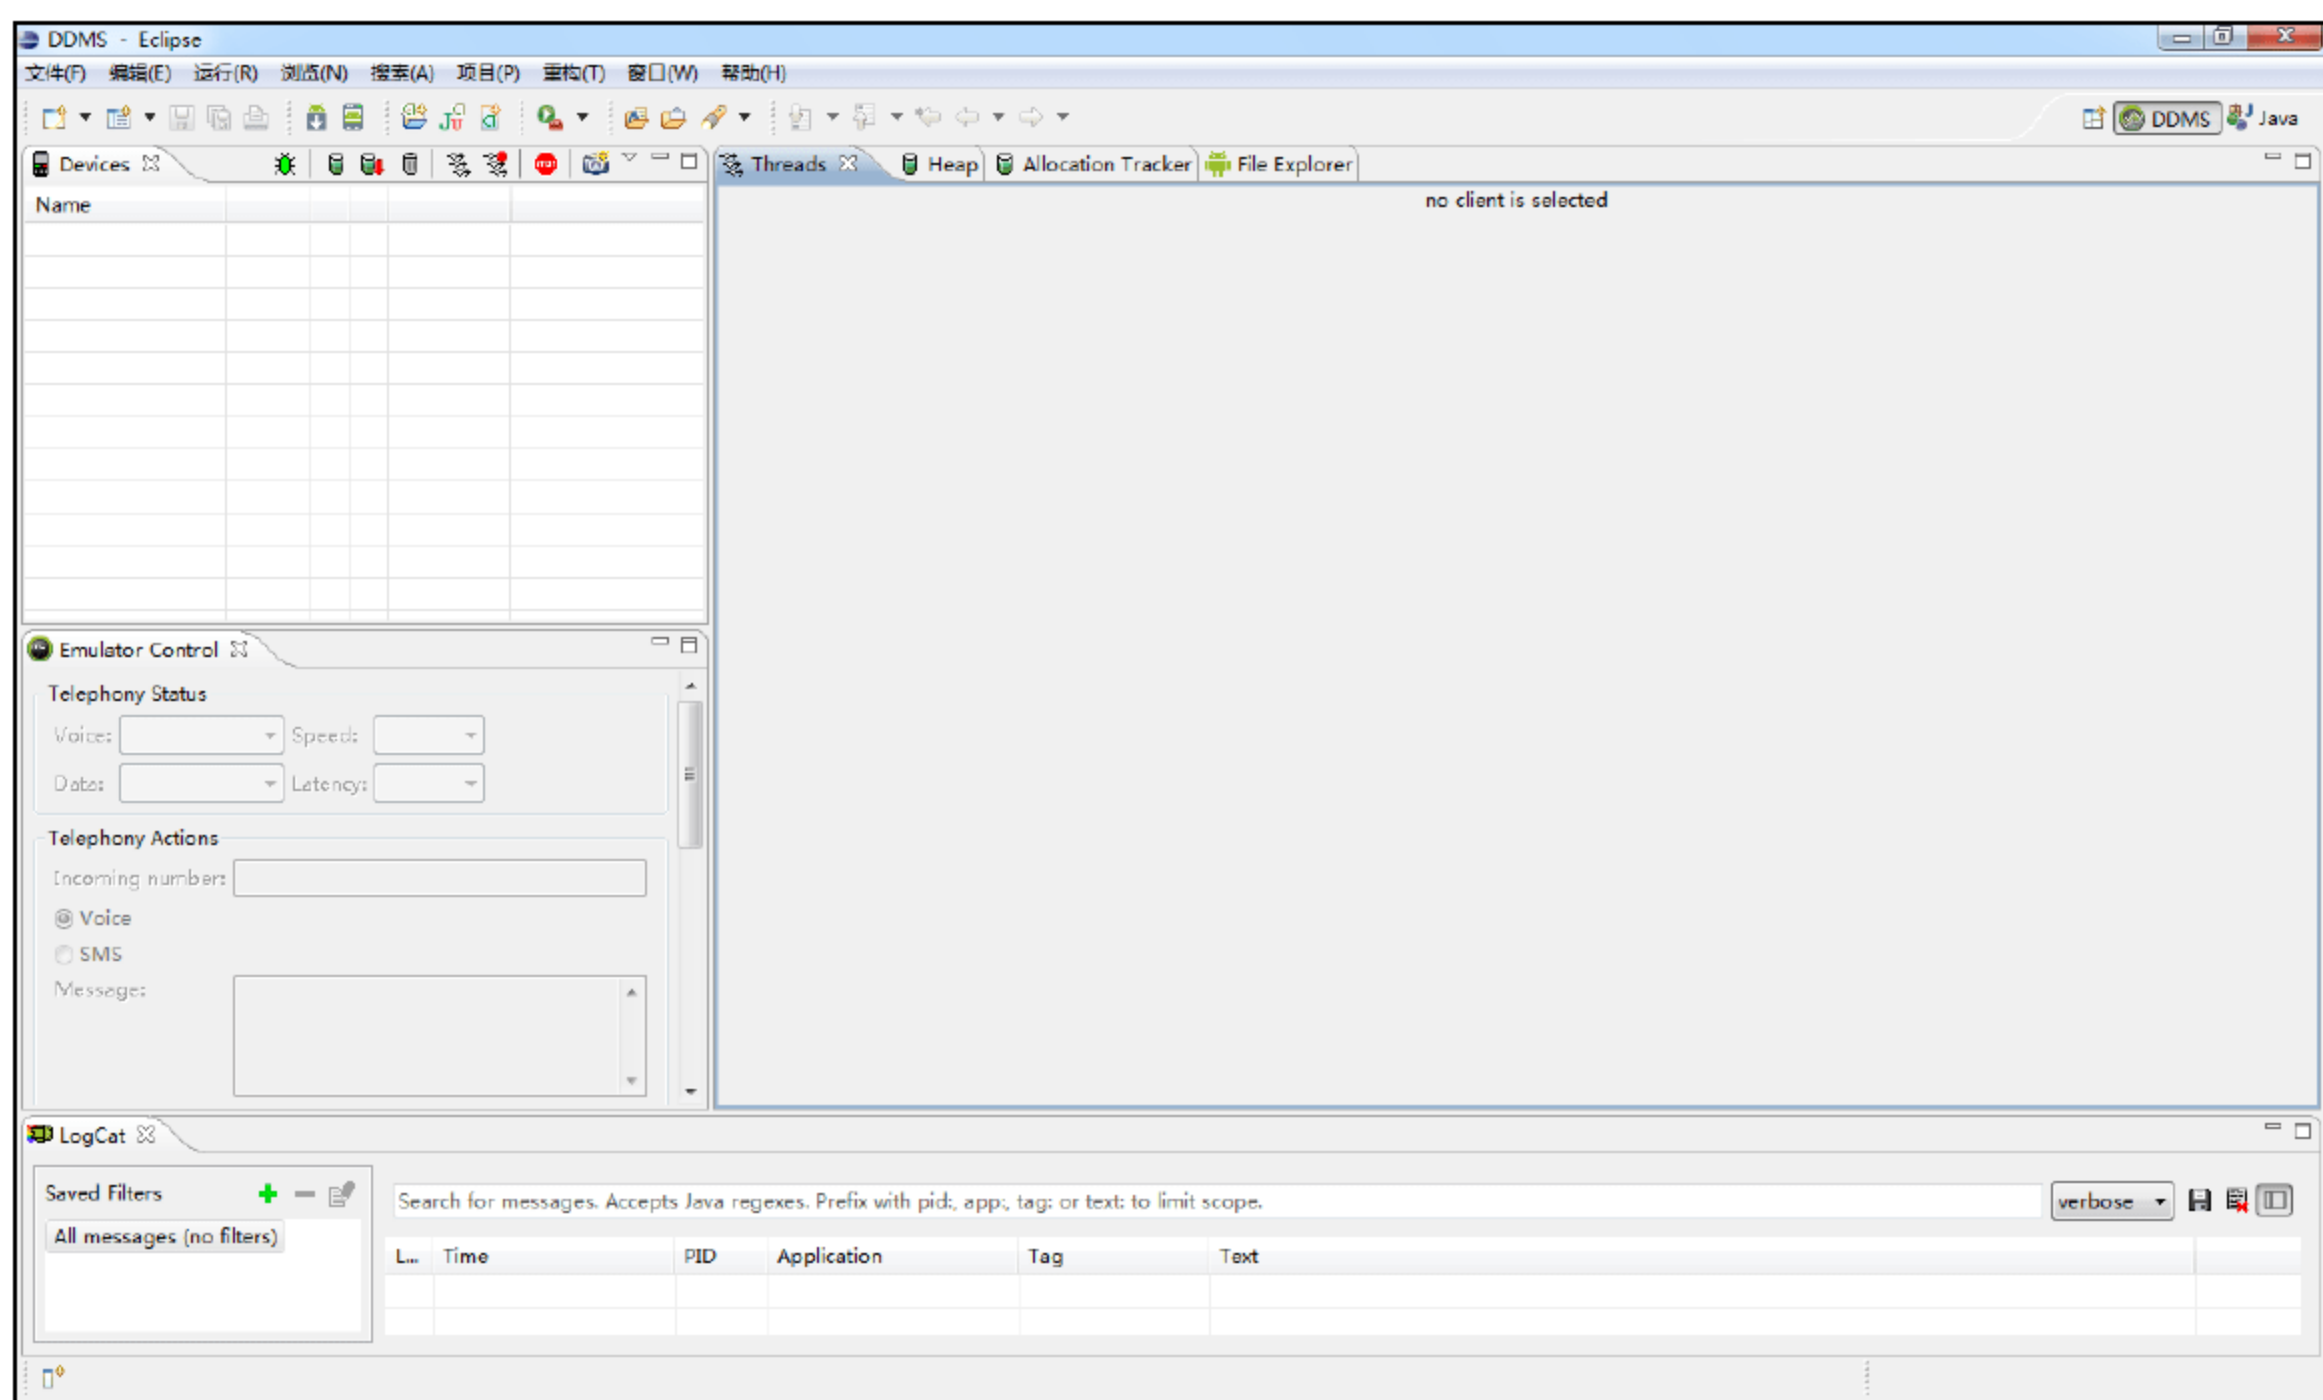 DDMS - Eclipse
文件(F) 编辑(E) 运行(R) 浏览(N) 搜索(A) 项目(P) 重构(T) 窗口(W) 帮助(H)
DDMS Java
Devices
Threads Heap Allocation Tracker File Explorer
Name
no client is selected
Emulator Control
Telephony Status
Voice: Speed:
Data: Latency:
Telephony Actions
Incoming number:
Voice
SMS
Message:
LogCat
Saved Filters
All messages (no filters)
Search for messages. Accepts Java regexes. Prefix with pid:, app:, tag: or text: to limit scope.
verbose
L... Time PID Application Tag Text